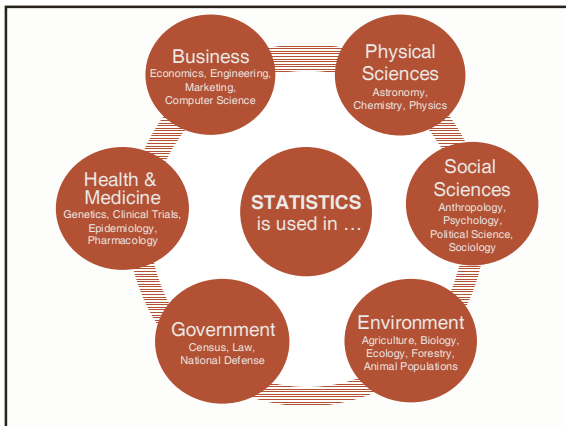 Business
Economics, Engineering,
Marketing,
Computer Science
Physical
Sciences
Astronomy,
Chemistry, Physics
Health &
Medicine
Genetics, Clinical Trials,
Epidemiology,
Pharmacology
STATISTICS
is used in …
Social
Sciences
Anthropology,
Psychology,
Political Science,
Sociology
Government
Census, Law,
National Defense
Environment
Agriculture, Biology,
Ecology, Forestry,
Animal Populations